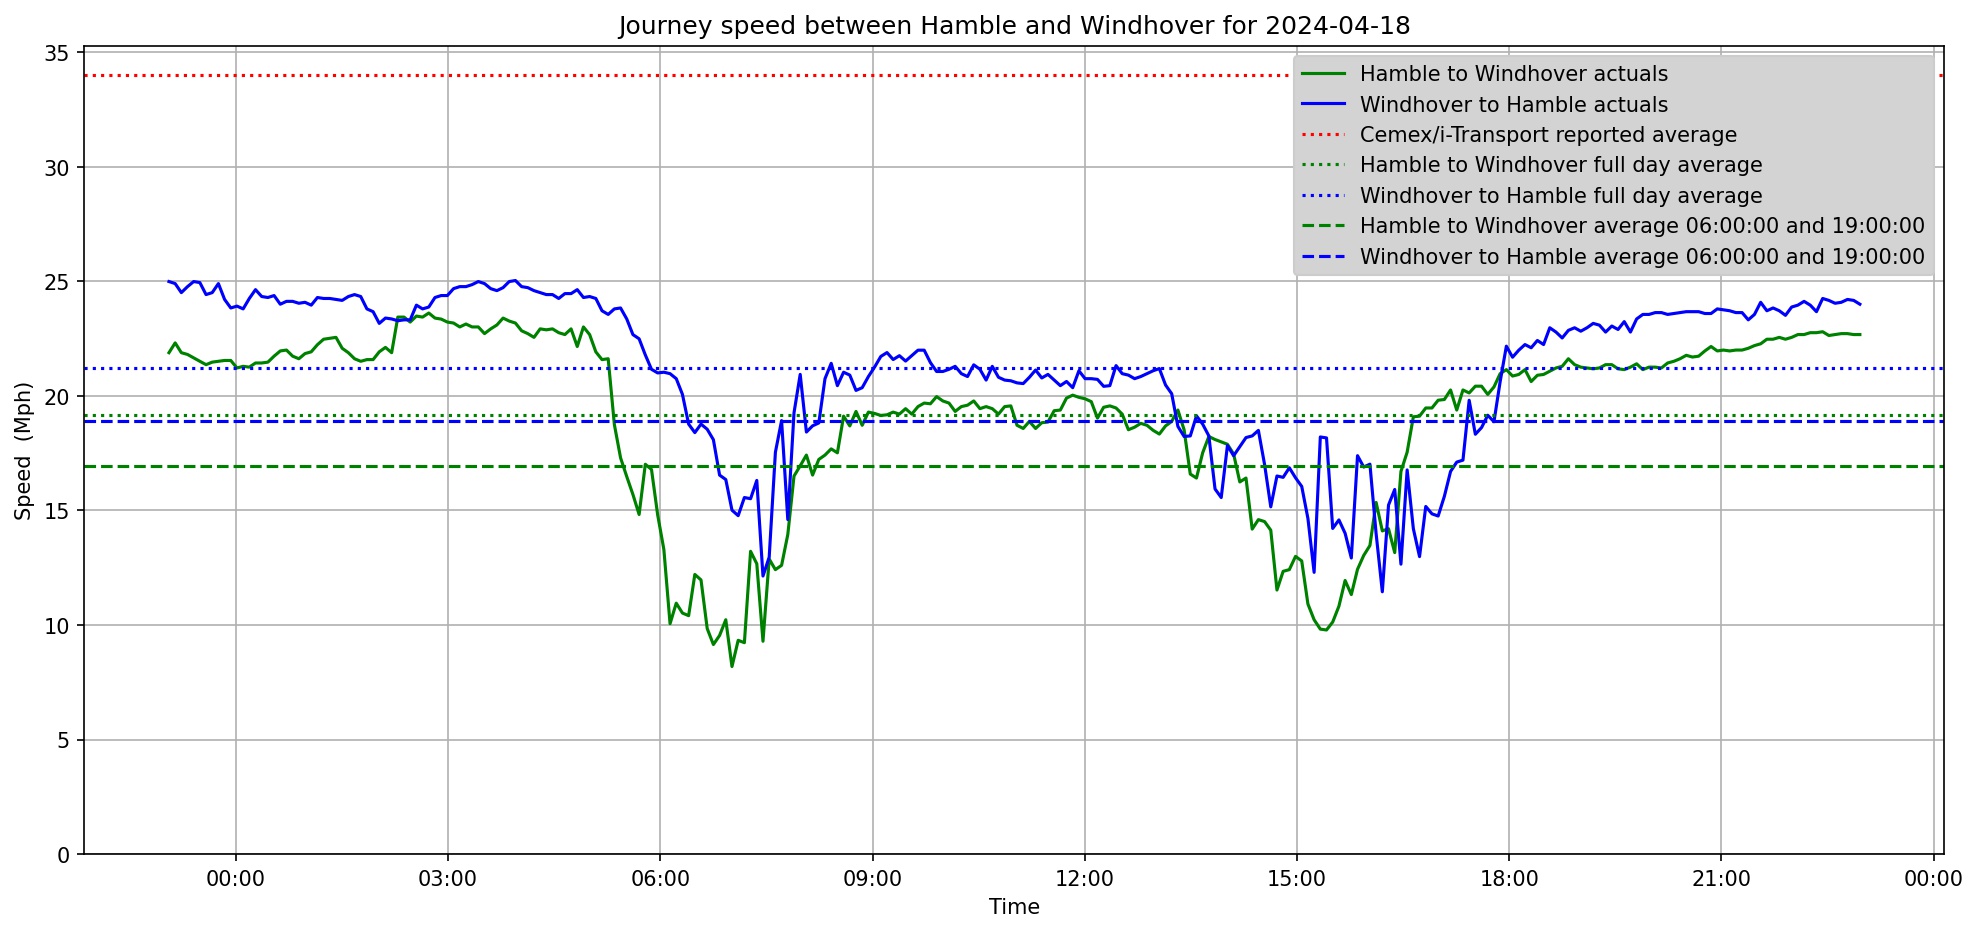 Journey speed between Hamble and Windhover for 2024-04-18
35
30
25
20
15
10
5
0
Speed (Mph)
Hamble to Windhover actuals
Windhover to Hamble actuals
Cemex/i-Transport reported average
Hamble to Windhover full day average
Windhover to Hamble full day average
Hamble to Windhover average 06:00:00 and 19:00:00
Windhover to Hamble average 06:00:00 and 19:00:00
00:00 03:00 06:00 09:00 12:00 15:00 18:00 21:00 00:00
Time